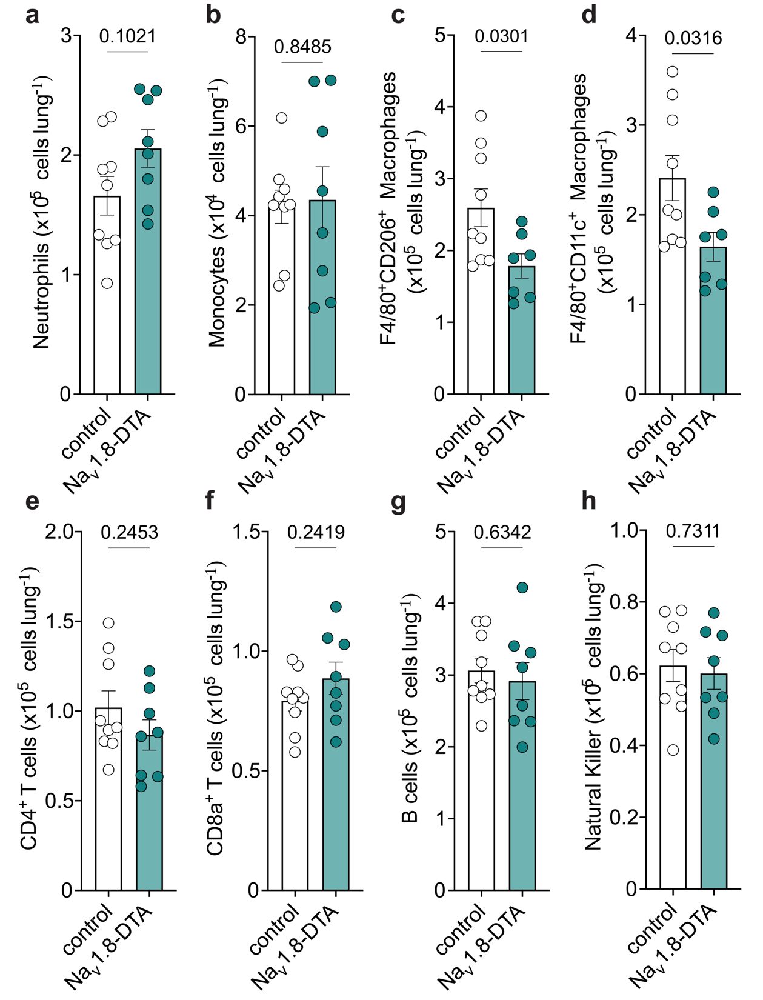 a
0.1021
Neutrophils (x10⁵ cells lung⁻¹)
3
2
1
0
control
Naᵥ1.8-DTA
b
0.8485
Monocytes (x10⁴ cells lung⁻¹)
8
6
4
2
0
control
Naᵥ1.8-DTA
c
0.0301
F4/80⁺CD206⁺ Macrophages
(x10⁵ cells lung⁻¹)
5
4
3
2
1
0
control
Naᵥ1.8-DTA
d
0.0316
F4/80⁺CD11c⁺ Macrophages
(x10⁵ cells lung⁻¹)
4
3
2
1
0
control
Naᵥ1.8-DTA
e
0.2453
CD4⁺ T cells (x10⁵ cells lung⁻¹)
2.0
1.5
1.0
0.5
0
control
Naᵥ1.8-DTA
f
0.2419
CD8a⁺ T cells (x10⁵ cells lung⁻¹)
1.5
1.0
0.5
0
control
Naᵥ1.8-DTA
g
0.6342
B cells (x10⁵ cells lung⁻¹)
5
4
3
2
1
0
control
Naᵥ1.8-DTA
h
0.7311
Natural Killer (x10⁵ cells lung⁻¹)
1.0
0.8
0.6
0.4
0.2
0
control
Naᵥ1.8-DTA